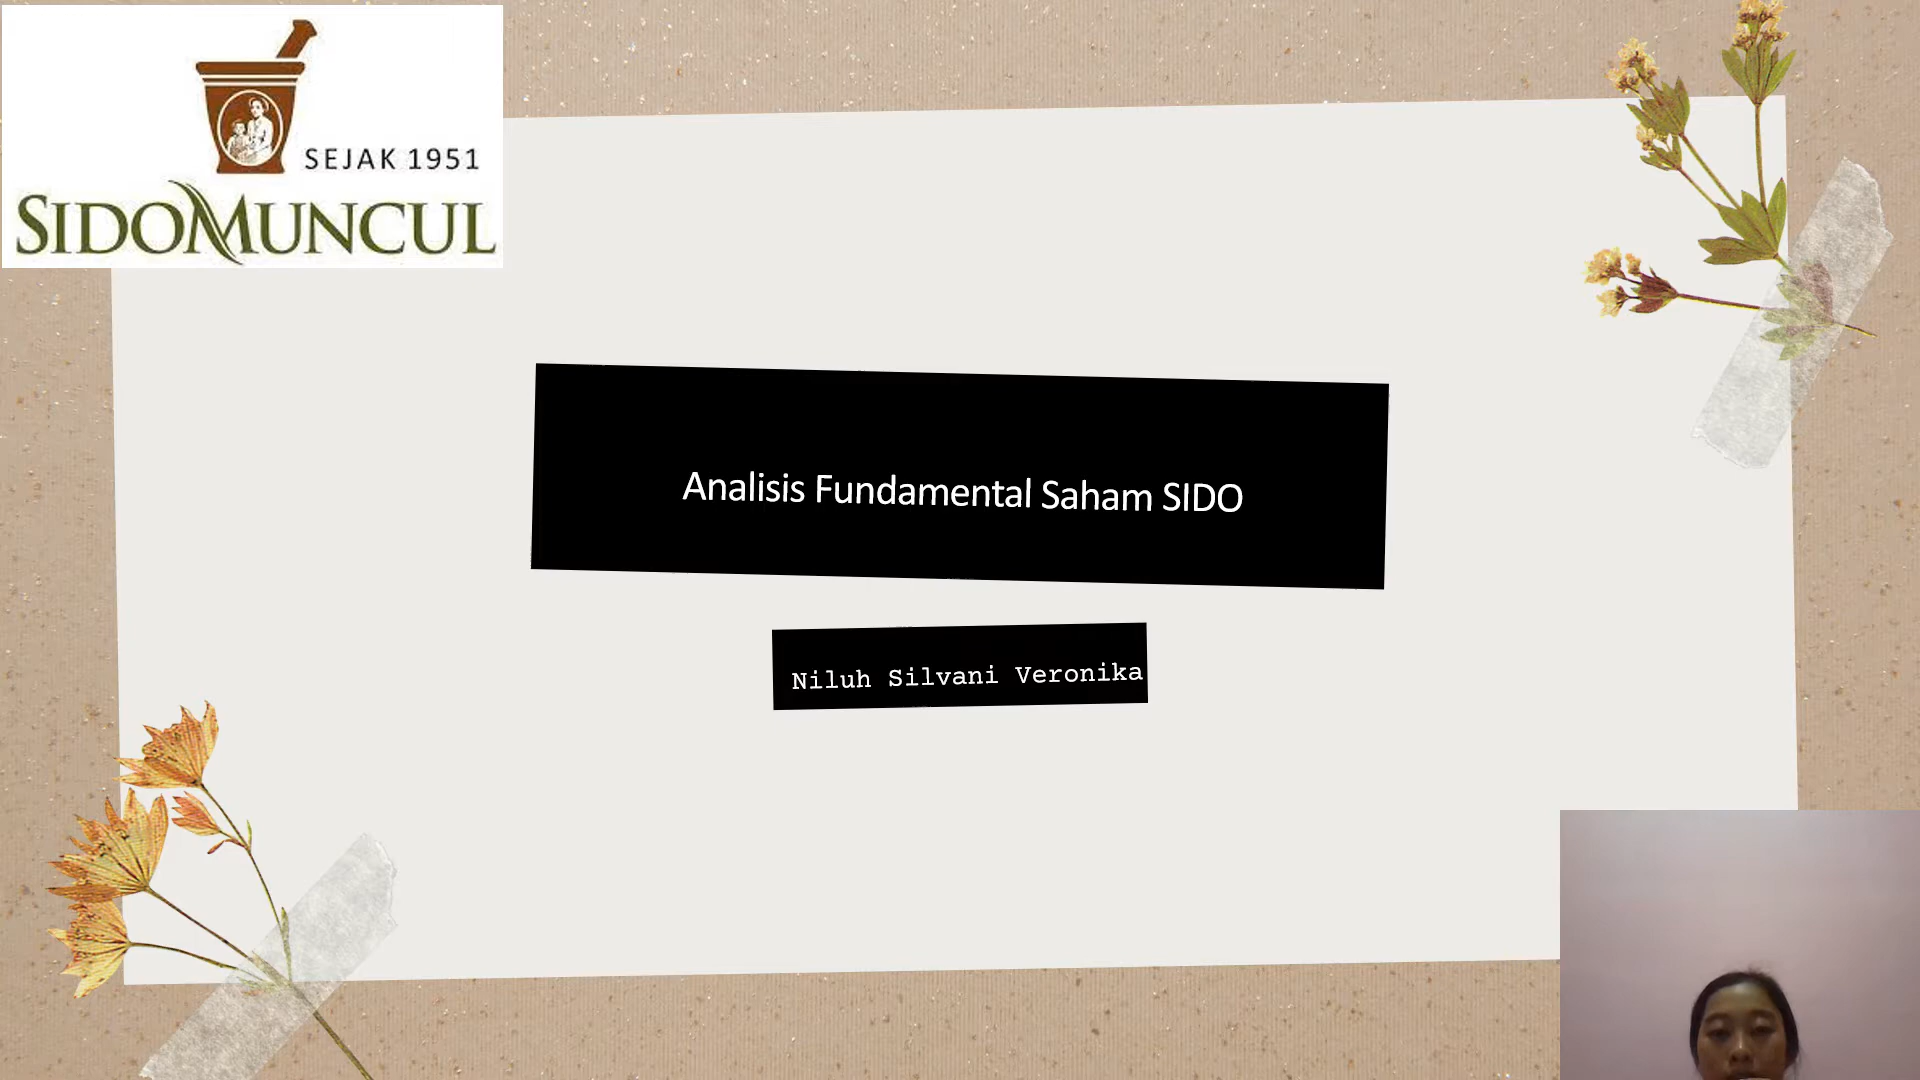 SEJAK 1951
SIDOMUNCUL
Analisis Fundamental Saham SIDO
Niluh Silvani Veronika